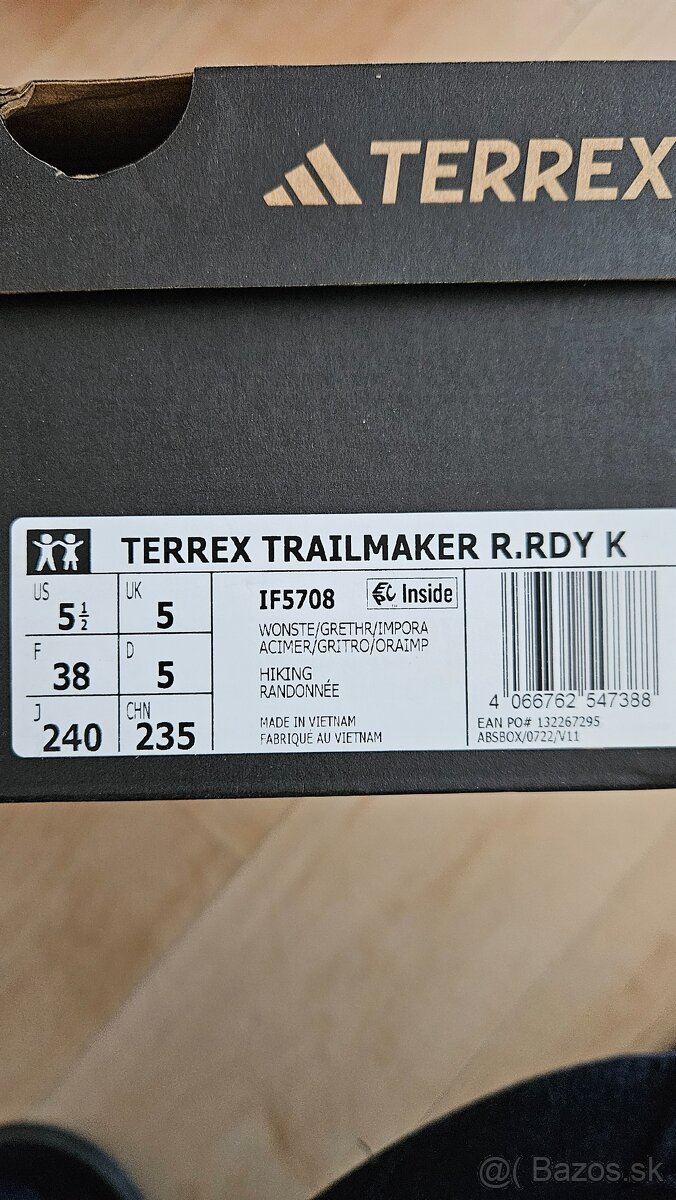 TERREX
TERREX TRAILMAKER R.RDY K
US 5 1/2
UK 5
F 38
D 5
J 240
CHN 235
IF5708
Inside
WONSTE/GRETHR/IMPORA
ACIMER/GRITRO/ORAIMP
HIKING
RANDONNÉE
MADE IN VIETNAM
FABRIQUÉ AU VIETNAM
4 066762 547388
EAN PO# 132267295
ABSBOX/0722/V11
@( Bazos.sk